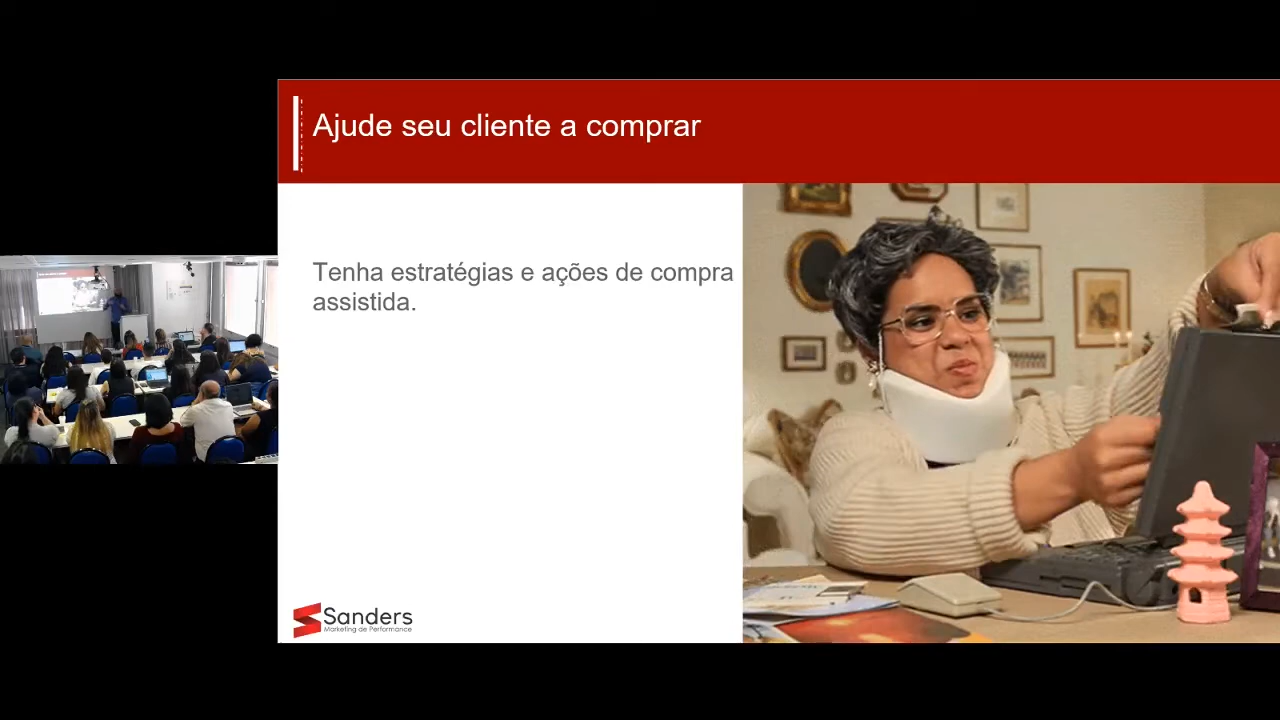 Ajude seu cliente a comprar
Tenha estratégias e ações de compra
assistida.
Sanders
Marketing de Performance